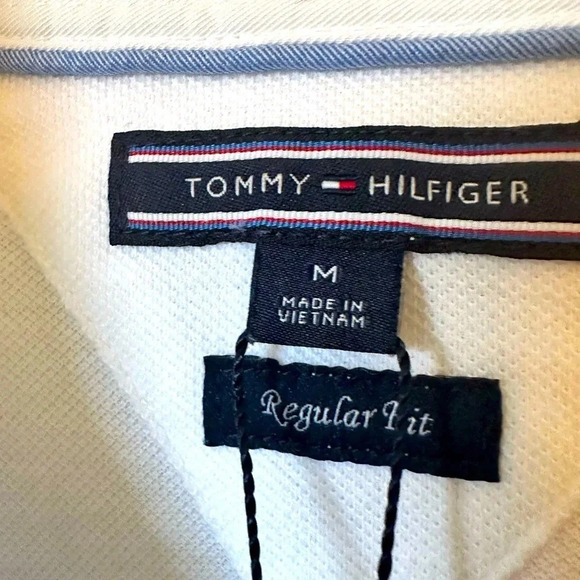 TOMMY HILFIGER
M
MADE IN
VIETNAM
Regular Fit